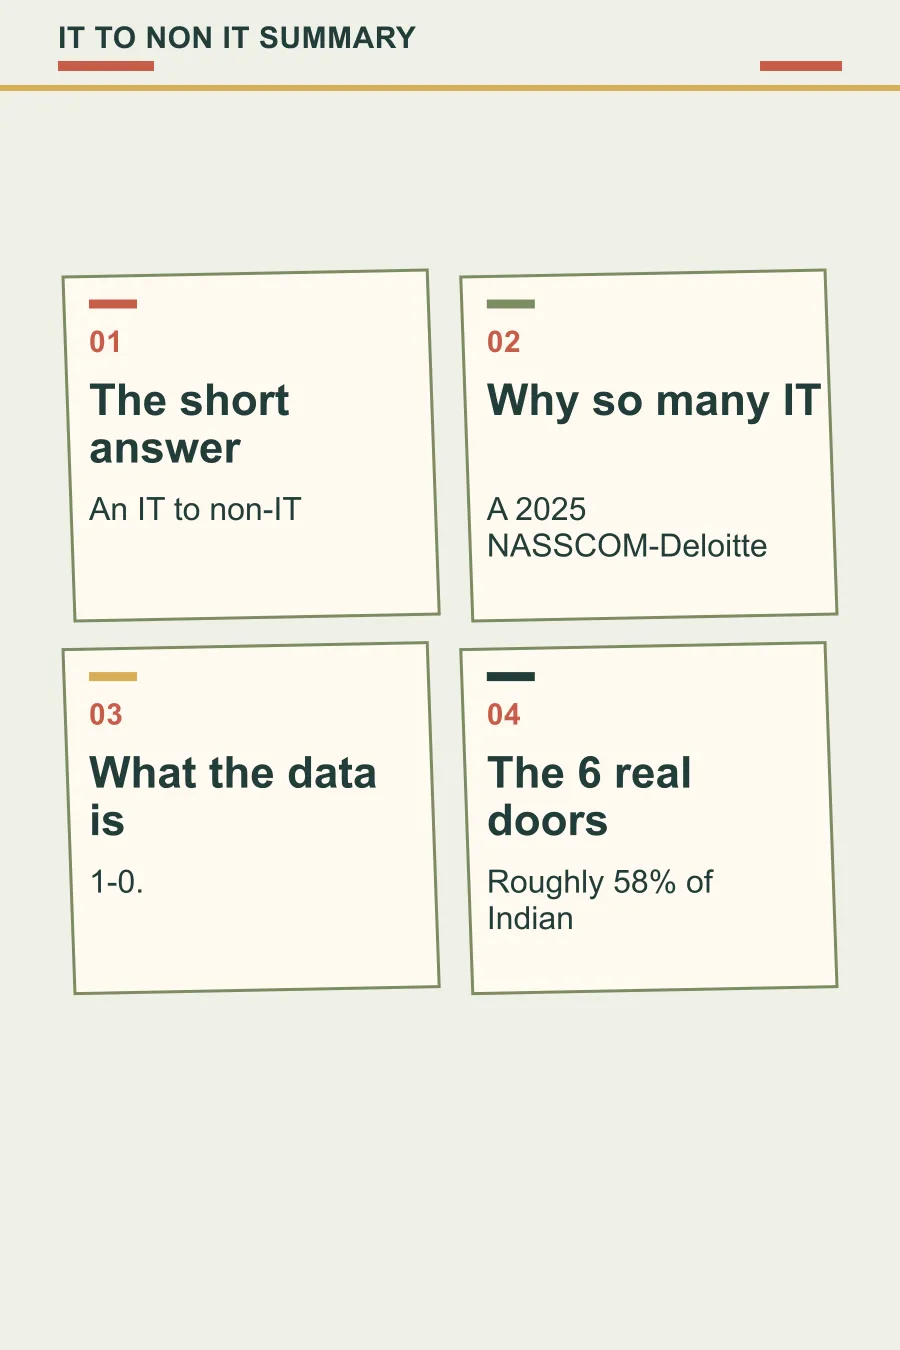 IT TO NON IT SUMMARY
01
The short
answer
An IT to non-IT
02
Why so many IT
A 2025
NASSCOM-Deloitte
03
What the data
is
1-0.
04
The 6 real
doors
Roughly 58% of
Indian